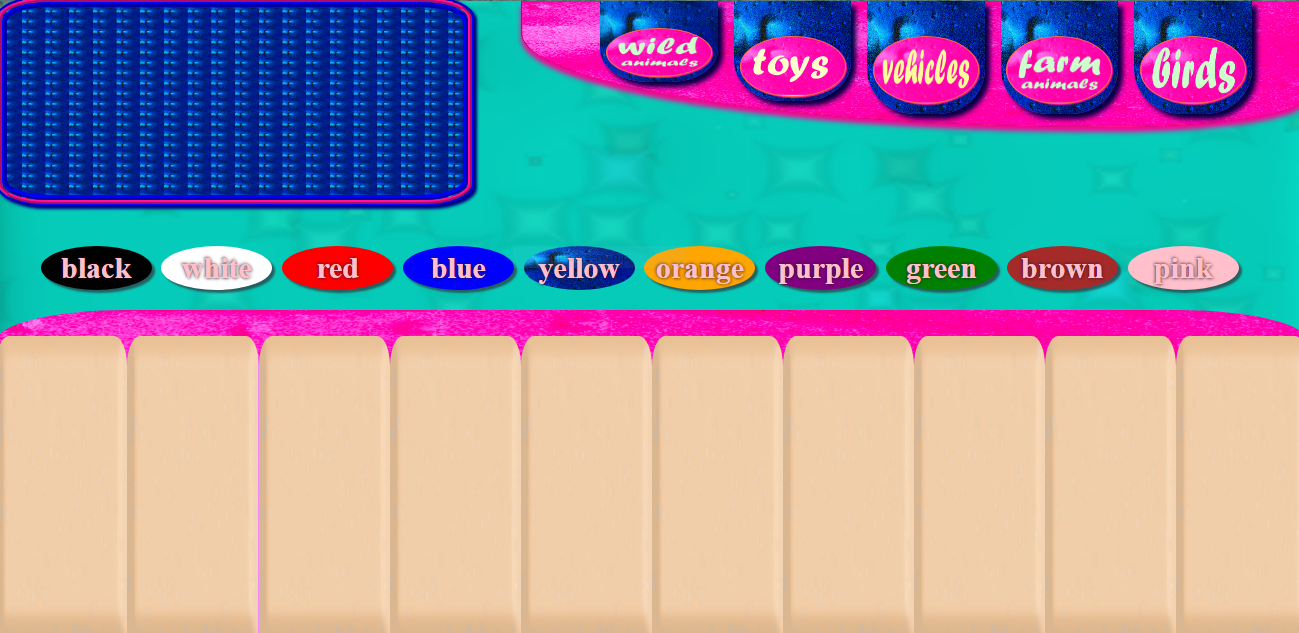 wild
animals
toys
vehicles
farm
animals
birds
black
white
red
blue
yellow
orange
purple
green
brown
pink